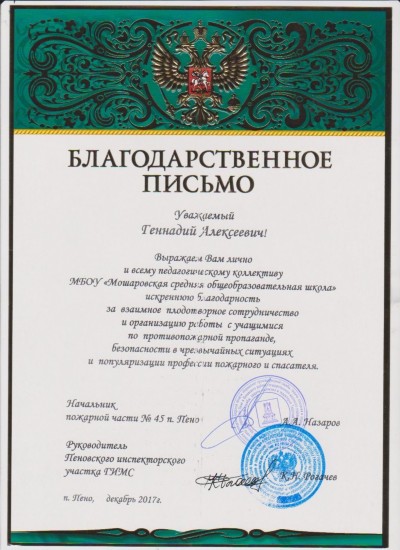 БЛАГОДАРСТВЕННОЕ
ПИСЬМО
Уважаемый
Геннадий Алексеевич!
Выражаем Вам лично
и всему педагогическому коллективу
МБОУ «Мошаровская средняя общеобразовательная школа»
искреннюю благодарность
за взаимное плодотворное сотрудничество
и организацию работы с учащимися
по противопожарной пропаганде,
безопасности в чрезвычайных ситуациях
и популяризации профессии пожарного и спасателя.
Начальник
пожарной части № 45 п. Пено
А.А. Назаров
Руководитель
Пеновского инспекторского
участка ГИМС
К.Н. Рогачев
п. Пено, декабрь 2017г.